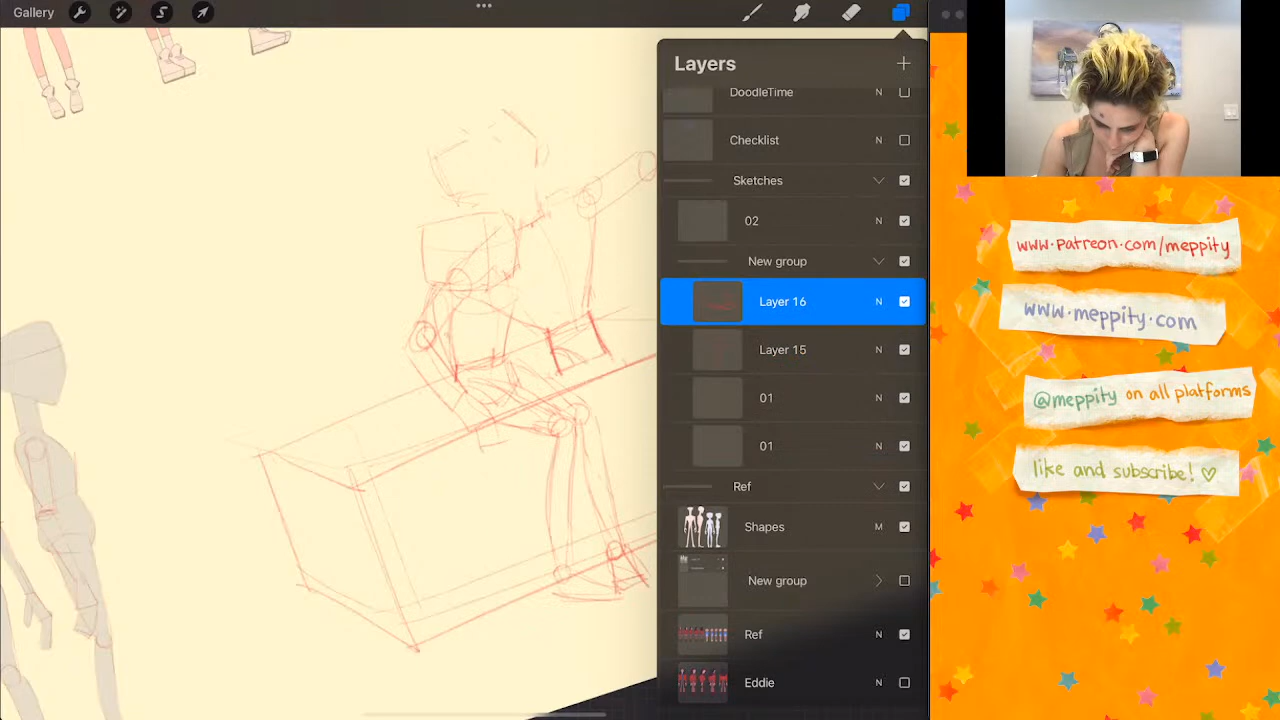 Gallery
Layers
DoodleTime N
Checklist N
Sketches
02 N
New group
Layer 16 N
Layer 15 N
01 N
01 N
Ref
Shapes M
New group
Ref N
Eddie N
www.patreon.com/meppity
www.meppity.com
@meppity on all platforms
like and subscribe!